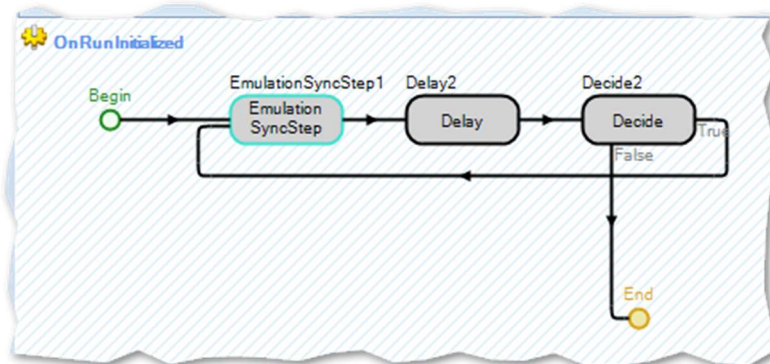 OnRunInitialized
Begin
EmulationSyncStep1
Emulation
SyncStep
Delay2
Delay
Decide2
Decide
True
False
End